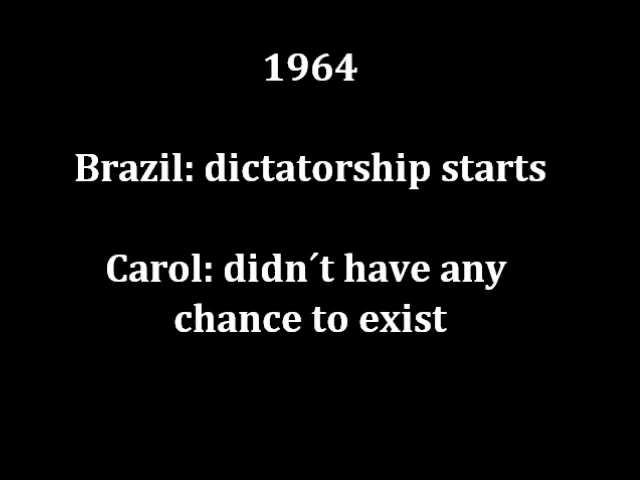 1964
Brazil: dictatorship starts
Carol: didn´t have any
chance to exist